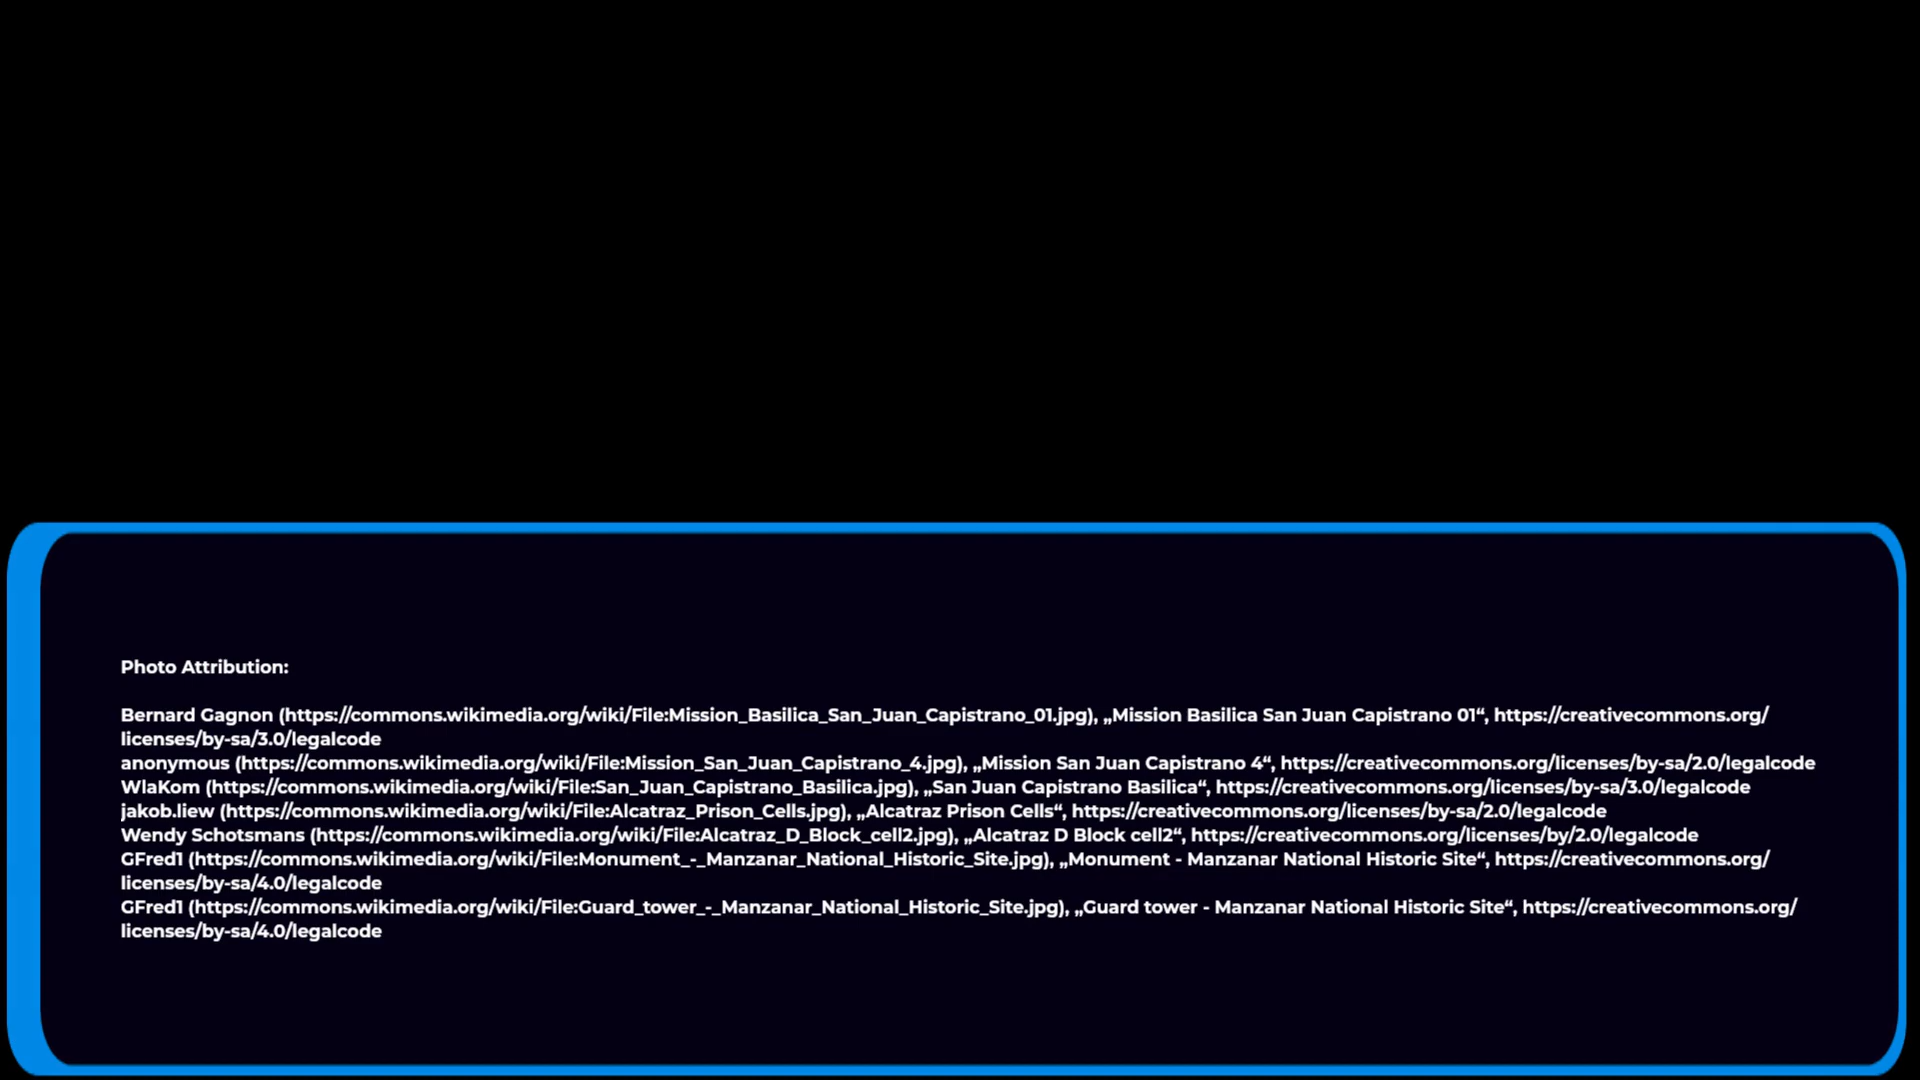 Photo Attribution:
Bernard Gagnon (https://commons.wikimedia.org/wiki/File:Mission_Basilica_San_Juan_Capistrano_01.jpg), „Mission Basilica San Juan Capistrano 01“, https://creativecommons.org/
licenses/by-sa/3.0/legalcode
anonymous (https://commons.wikimedia.org/wiki/File:Mission_San_Juan_Capistrano_4.jpg), „Mission San Juan Capistrano 4“, https://creativecommons.org/licenses/by-sa/2.0/legalcode
WlaKom (https://commons.wikimedia.org/wiki/File:San_Juan_Capistrano_Basilica.jpg), „San Juan Capistrano Basilica“, https://creativecommons.org/licenses/by-sa/3.0/legalcode
jakob.liew (https://commons.wikimedia.org/wiki/File:Alcatraz_Prison_Cells.jpg), „Alcatraz Prison Cells“, https://creativecommons.org/licenses/by-sa/2.0/legalcode
Wendy Schotsmans (https://commons.wikimedia.org/wiki/File:Alcatraz_D_Block_cell2.jpg), „Alcatraz D Block cell2“, https://creativecommons.org/licenses/by/2.0/legalcode
GFred1 (https://commons.wikimedia.org/wiki/File:Monument_-_Manzanar_National_Historic_Site.jpg), „Monument - Manzanar National Historic Site“, https://creativecommons.org/
licenses/by-sa/4.0/legalcode
GFred1 (https://commons.wikimedia.org/wiki/File:Guard_tower_-_Manzanar_National_Historic_Site.jpg), „Guard tower - Manzanar National Historic Site“, https://creativecommons.org/
licenses/by-sa/4.0/legalcode